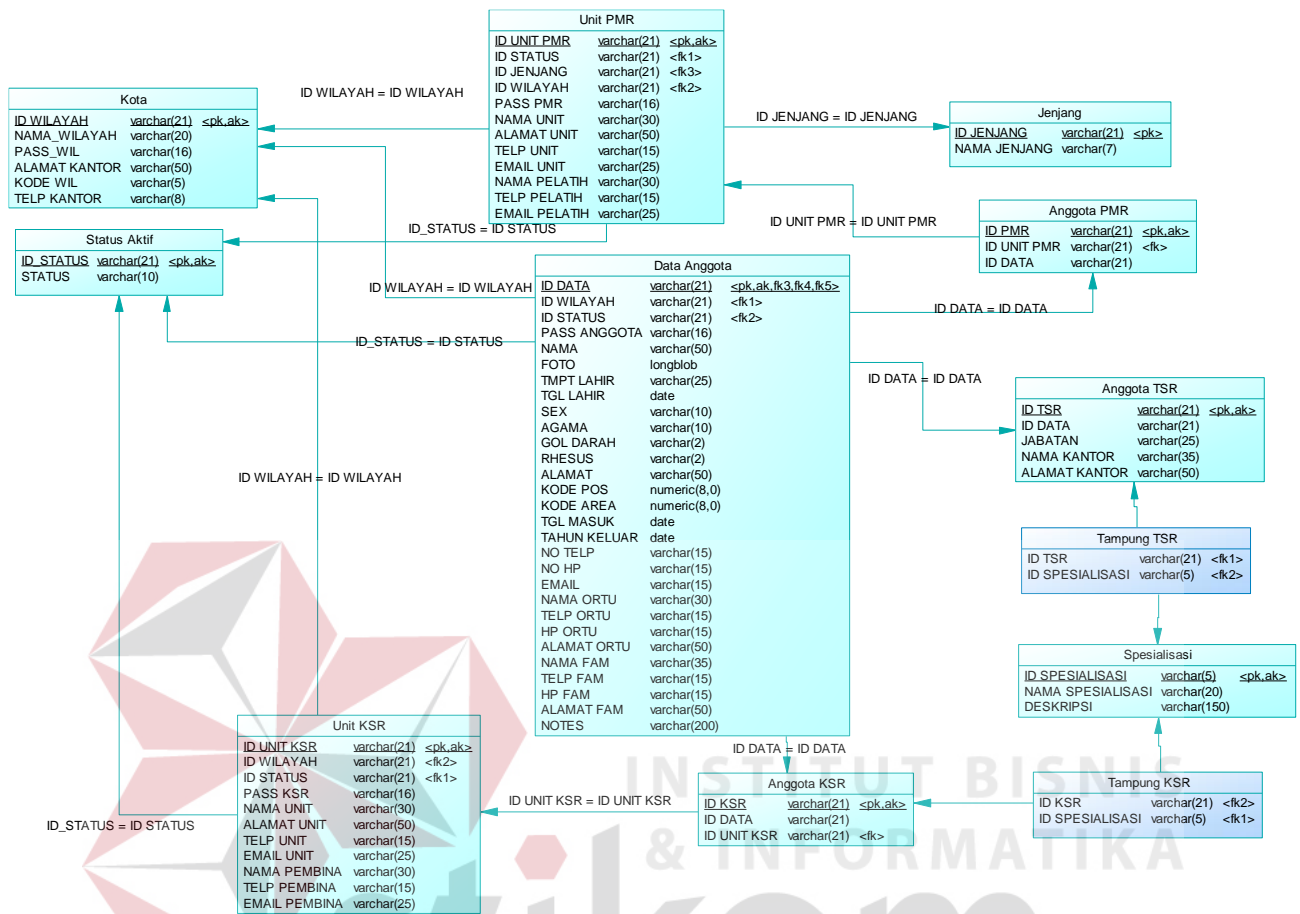 Unit PMR
ID UNIT PMR varchar(21) <pk,ak>
ID STATUS varchar(21) <fk1>
ID JENJANG varchar(21) <fk3>
ID WILAYAH varchar(21) <fk2>
PASS PMR varchar(16)
NAMA UNIT varchar(30)
ALAMAT UNIT varchar(50)
TELP UNIT varchar(15)
EMAIL UNIT varchar(25)
NAMA PELATIH varchar(30)
TELP PELATIH varchar(15)
EMAIL PELATIH varchar(25)
ID WILAYAH = ID WILAYAH
Kota
ID WILAYAH varchar(21) <pk,ak>
NAMA_WILAYAH varchar(20)
PASS_WIL varchar(16)
ALAMAT KANTOR varchar(50)
KODE WIL varchar(5)
TELP KANTOR varchar(8)
ID JENJANG = ID JENJANG
Jenjang
ID JENJANG varchar(21) <pk>
NAMA JENJANG varchar(7)
ID UNIT PMR = ID UNIT PMR
Anggota PMR
ID PMR varchar(21) <pk,ak>
ID UNIT PMR varchar(21) <fk>
ID DATA varchar(21)
ID_STATUS = ID STATUS
Status Aktif
ID_STATUS varchar(21) <pk,ak>
STATUS varchar(10)
ID WILAYAH = ID WILAYAH
ID_STATUS = ID STATUS
Data Anggota
ID DATA varchar(21) <pk,ak,fk3,fk4,fk5>
ID WILAYAH varchar(21) <fk1>
ID STATUS varchar(21) <fk2>
PASS ANGGOTA varchar(16)
NAMA varchar(50)
FOTO longblob
TMPT LAHIR varchar(25)
TGL LAHIR date
SEX varchar(10)
AGAMA varchar(10)
GOL DARAH varchar(2)
RHESUS varchar(2)
ALAMAT varchar(50)
KODE POS numeric(8,0)
KODE AREA numeric(8,0)
TGL MASUK date
TAHUN KELUAR date
NO TELP varchar(15)
NO HP varchar(15)
EMAIL varchar(15)
NAMA ORTU varchar(30)
TELP ORTU varchar(15)
HP ORTU varchar(15)
ALAMAT ORTU varchar(50)
NAMA FAM varchar(35)
TELP FAM varchar(15)
HP FAM varchar(15)
ALAMAT FAM varchar(50)
NOTES varchar(200)
ID DATA = ID DATA
ID DATA = ID DATA
Anggota TSR
ID TSR varchar(21) <pk,ak>
ID DATA varchar(21)
JABATAN varchar(25)
NAMA KANTOR varchar(35)
ALAMAT KANTOR varchar(50)
Tampung TSR
ID TSR varchar(21) <fk1>
ID SPESIALISASI varchar(5) <fk2>
Spesialisasi
ID SPESIALISASI varchar(5) <pk,ak>
NAMA SPESIALISASI varchar(20)
DESKRIPSI varchar(150)
ID WILAYAH = ID WILAYAH
Unit KSR
ID UNIT KSR varchar(21) <pk,ak>
ID WILAYAH varchar(21) <fk2>
ID STATUS varchar(21) <fk1>
PASS KSR varchar(16)
NAMA UNIT varchar(30)
ALAMAT UNIT varchar(50)
TELP UNIT varchar(15)
EMAIL UNIT varchar(25)
NAMA PEMBINA varchar(30)
TELP PEMBINA varchar(15)
EMAIL PEMBINA varchar(25)
ID_STATUS = ID STATUS
ID DATA = ID DATA
ID UNIT KSR = ID UNIT KSR
Anggota KSR
ID KSR varchar(21) <pk,ak>
ID DATA varchar(21)
ID UNIT KSR varchar(21) <fk>
Tampung KSR
ID KSR varchar(21) <fk2>
ID SPESIALISASI varchar(5) <fk1>
INSTITUT BISNIS
& INFORMATIKA